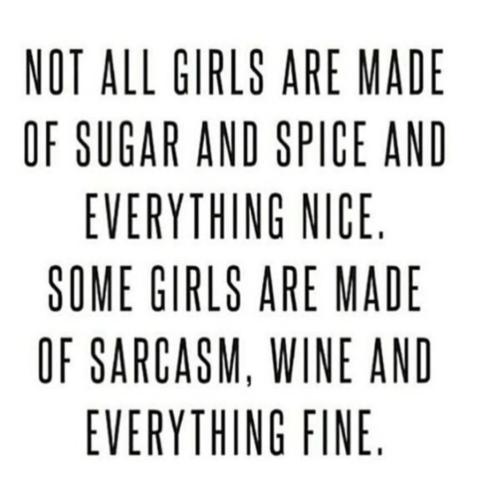 NOT ALL GIRLS ARE MADE
OF SUGAR AND SPICE AND
EVERYTHING NICE.
SOME GIRLS ARE MADE
OF SARCASM, WINE AND
EVERYTHING FINE.